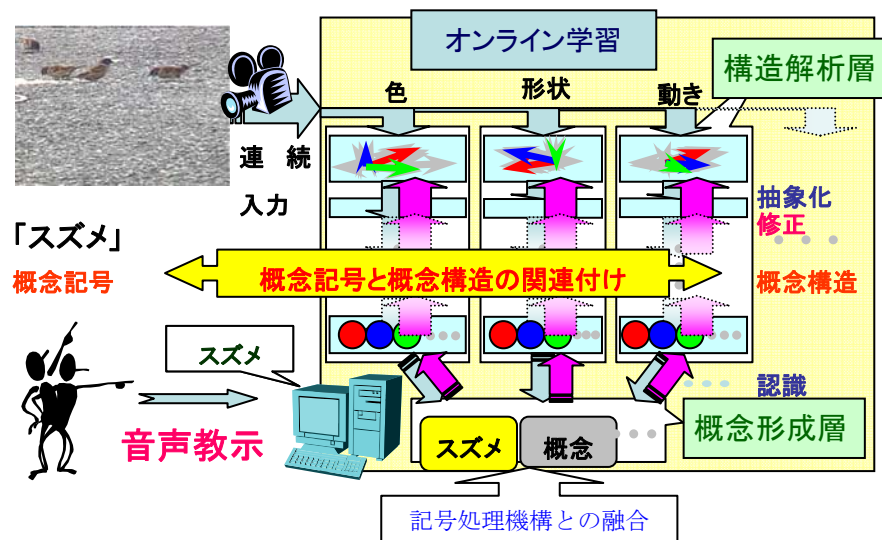 オンライン学習
構造解析層
色
形状
動き
連 続
入力
抽象化
修正
「スズメ」
概念記号
概念記号と概念構造の関連付け
概念構造
スズメ
認識
音声教示
スズメ
概念
概念形成層
記号処理機構との融合